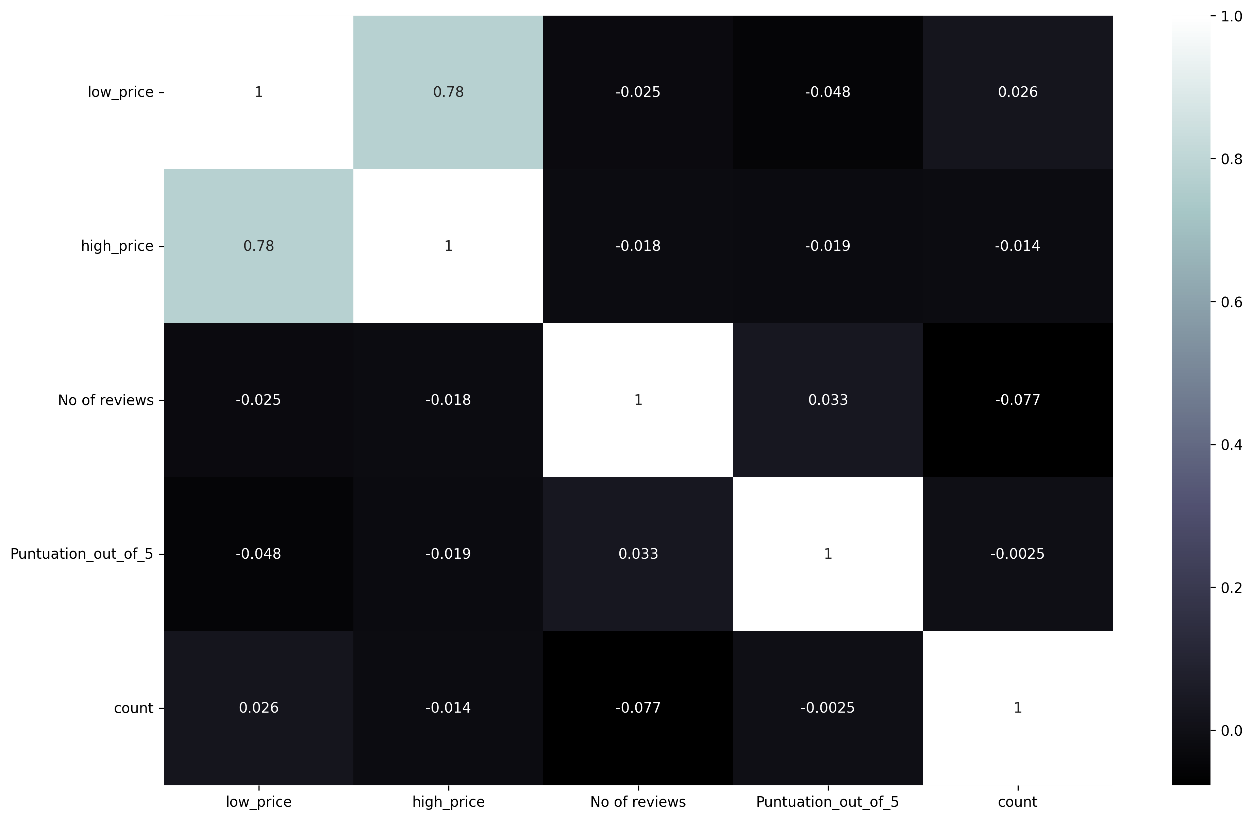 1.0
low_price
1 0.78 -0.025 -0.048 0.026
0.8
high_price
0.78 1 -0.018 -0.019 -0.014
0.6
No of reviews
-0.025 -0.018 1 0.033 -0.077
0.4
Puntuation_out_of_5
-0.048 -0.019 0.033 1 -0.0025
0.2
count
0.026 -0.014 -0.077 -0.0025 1
0.0
low_price high_price No of reviews Puntuation_out_of_5 count